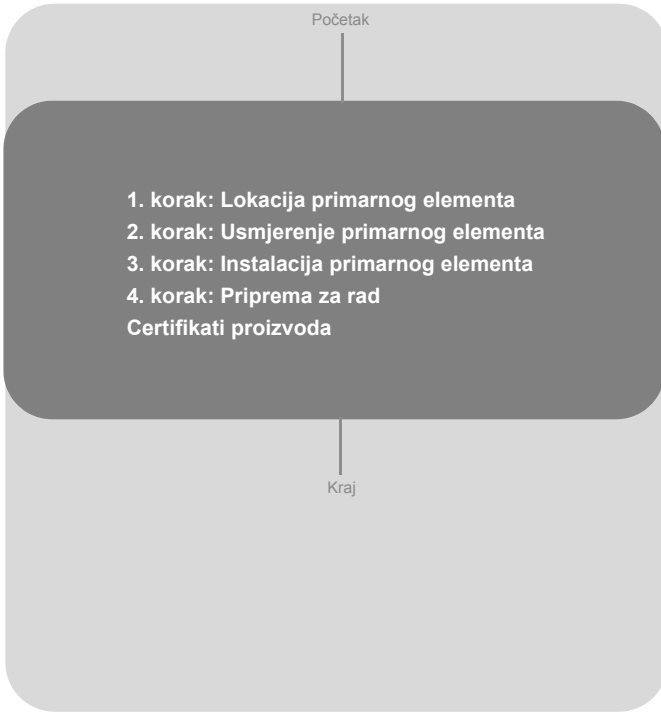 Početak
1. korak: Lokacija primarnog elementa
2. korak: Usmjerenje primarnog elementa
3. korak: Instalacija primarnog elementa
4. korak: Priprema za rad
Certifikati proizvoda
Kraj